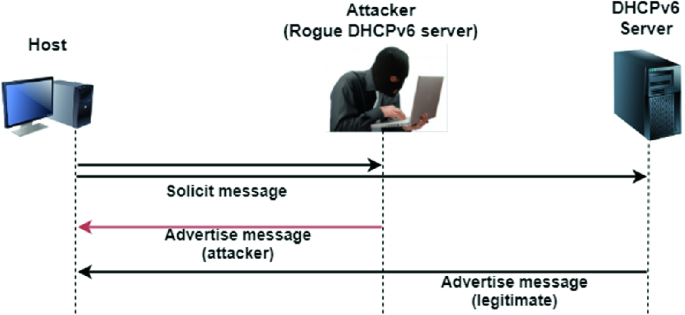 Host
Attacker
(Rogue DHCPv6 server)
DHCPv6
Server
Solicit message
Advertise message
(attacker)
Advertise message
(legitimate)